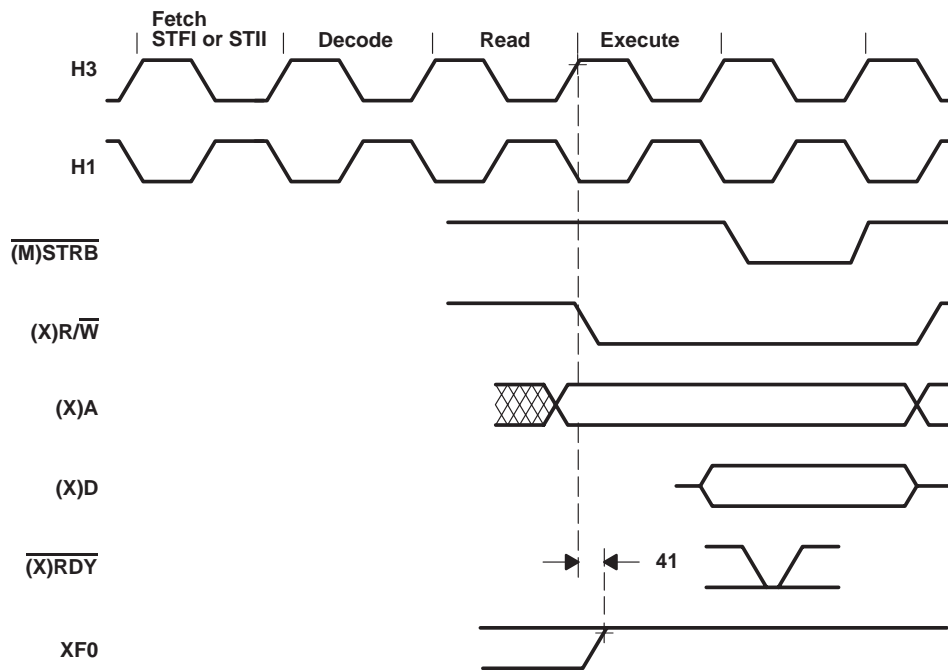 Fetch
STFI or STII
Decode
Read
Execute
H3
H1
(M)STRB
(X)R/W
(X)A
(X)D
(X)RDY
41
XF0